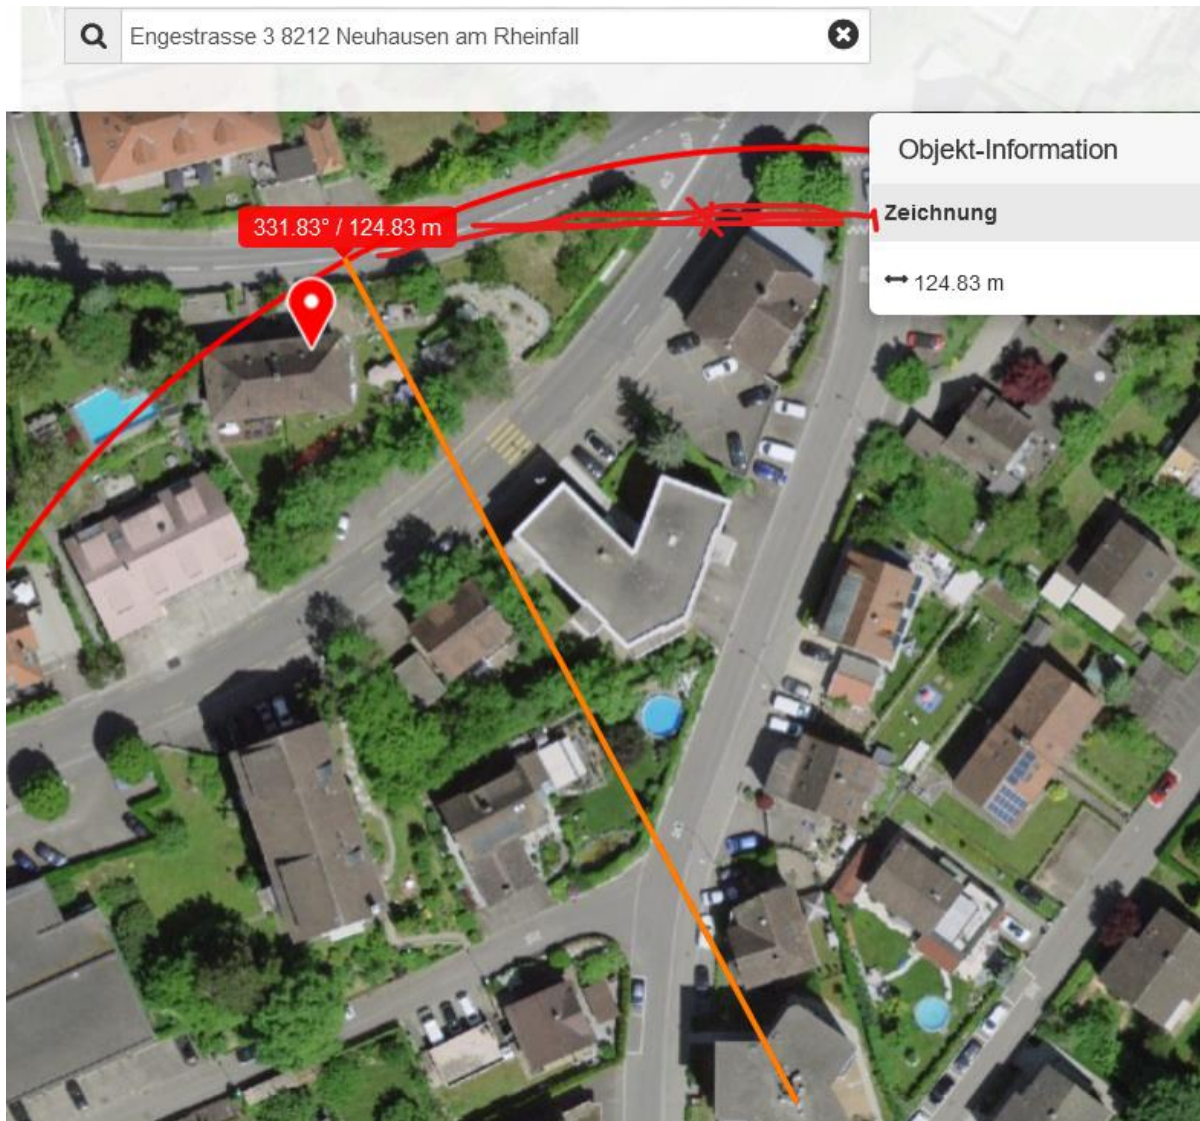 Engestrasse 3 8212 Neuhausen am Rheinfall
Objekt-Information
Zeichnung
331.83° / 124.83 m
124.83 m